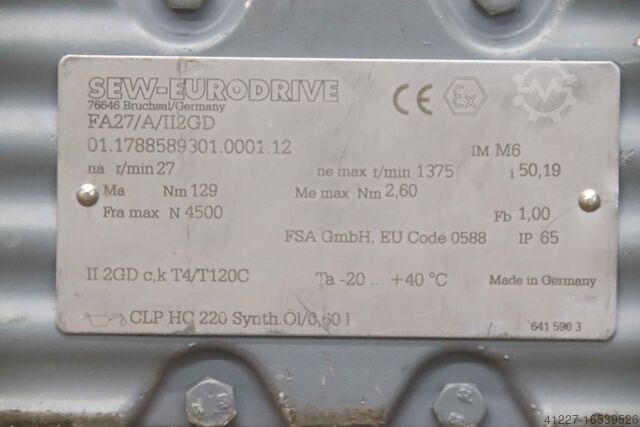 SEW-EURODRIVE
76646 Bruchsal/Germany
CE Ex
FA27/A/II2GD
01.1788589301.0001.12
IM M6
na r/min 27
ne max r/min 1375
i 50,19
Ma Nm 129
Me max Nm 2,60
Fra max N 4500
Fb 1,00
FSA GmbH, EU Code 0588
IP 65
II 2GD c,k T4/T120C
Ta -20 ... +40 °C
Made in Germany
CLP HC 220 Synth.Öl/0,60 l
641 590 3
41227-16539526